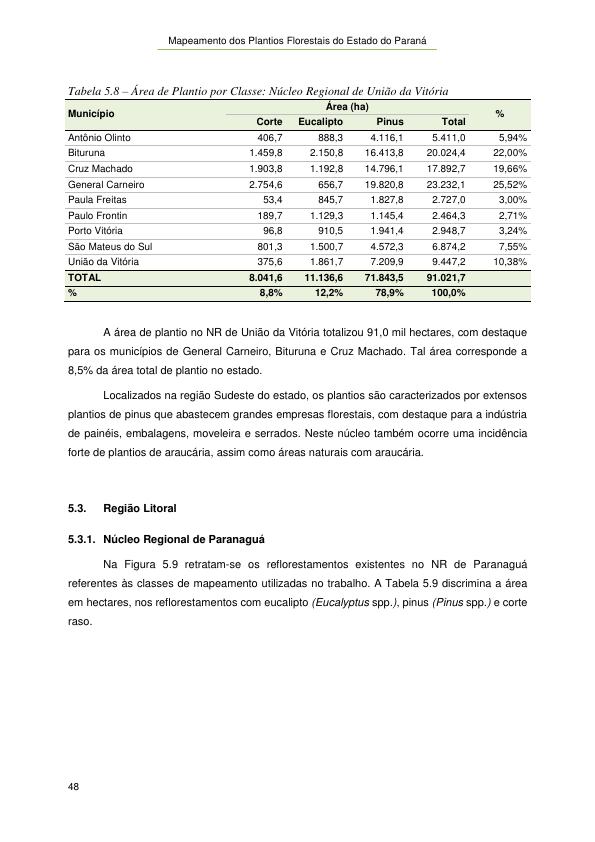 Mapeamento dos Plantios Florestais do Estado do Paraná
Tabela 5.8 – Área de Plantio por Classe: Núcleo Regional de União da Vitória
Município Área (ha) %
Corte Eucalipto Pinus Total
Antônio Olinto 406,7 888,3 4.116,1 5.411,0 5,94%
Bituruna 1.459,8 2.150,8 16.413,8 20.024,4 22,00%
Cruz Machado 1.903,8 1.192,8 14.796,1 17.892,7 19,66%
General Carneiro 2.754,6 656,7 19.820,8 23.232,1 25,52%
Paula Freitas 53,4 845,7 1.827,8 2.727,0 3,00%
Paulo Frontin 189,7 1.129,3 1.145,4 2.464,3 2,71%
Porto Vitória 96,8 910,5 1.941,4 2.948,7 3,24%
São Mateus do Sul 801,3 1.500,7 4.572,3 6.874,2 7,55%
União da Vitória 375,6 1.861,7 7.209,9 9.447,2 10,38%
TOTAL 8.041,6 11.136,6 71.843,5 91.021,7
% 8,8% 12,2% 78,9% 100,0%
A área de plantio no NR de União da Vitória totalizou 91,0 mil hectares, com destaque
para os municípios de General Carneiro, Bituruna e Cruz Machado. Tal área corresponde a
8,5% da área total de plantio no estado.
Localizados na região Sudeste do estado, os plantios são caracterizados por extensos
plantios de pinus que abastecem grandes empresas florestais, com destaque para a indústria
de painéis, embalagens, moveleira e serrados. Neste núcleo também ocorre uma incidência
forte de plantios de araucária, assim como áreas naturais com araucária.
5.3. Região Litoral
5.3.1. Núcleo Regional de Paranaguá
Na Figura 5.9 retratam-se os reflorestamentos existentes no NR de Paranaguá
referentes às classes de mapeamento utilizadas no trabalho. A Tabela 5.9 discrimina a área
em hectares, nos reflorestamentos com eucalipto (Eucalyptus spp.), pinus (Pinus spp.) e corte
raso.
48